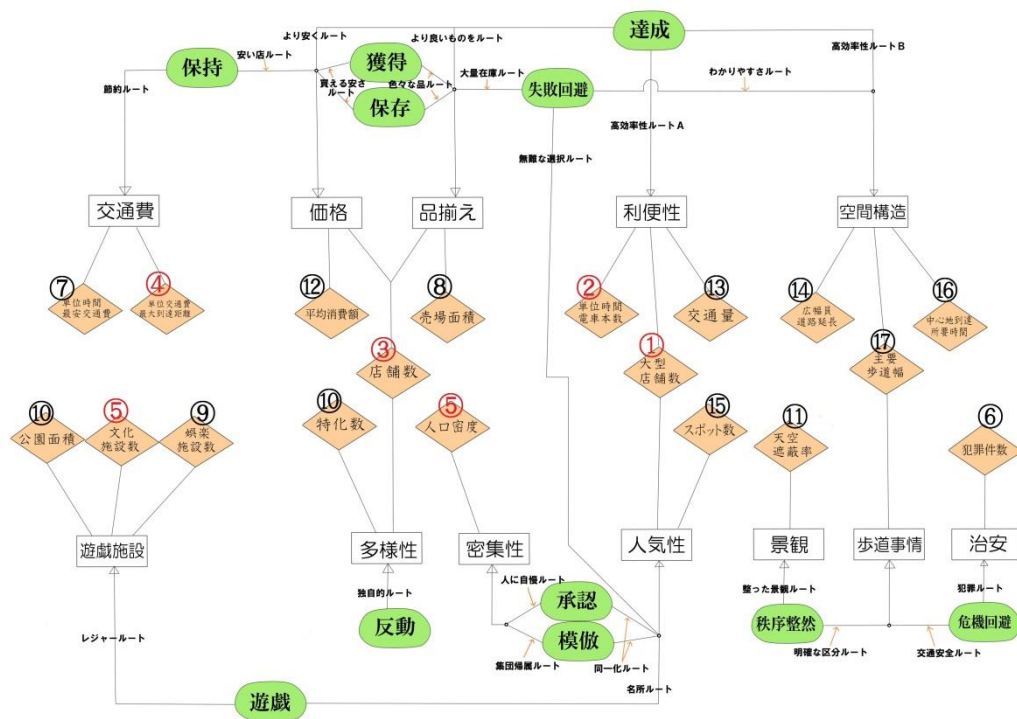 達成
より安くルート
より良いものをルート
高効率性ルートB
保持
安い店ルート
獲得
買える安さ
ルート
色々な品ルート
保存
大量在庫ルート
失敗回避
わかりやすさルート
節約ルート
高効率性ルートA
無難な選択ルート
交通費
価格
品揃え
利便性
空間構造
⑦
単位時間
最安交通費
④
単位交通費
最大到達距離
⑫
平均消費額
⑧
売場面積
②
単位時間
電車本数
⑬
交通量
⑭
広幅員
道路延長
⑯
中心地到達
所要時間
③
店舗数
①
大型
店舗数
⑰
主要
歩道幅
⑩
公園面積
⑤
文化
施設数
⑨
娯楽
施設数
⑩
特化数
⑤
人口密度
⑮
スポット数
⑪
天空
遮蔽率
⑥
犯罪件数
遊戯施設
多様性
密集性
人気性
景観
歩道事情
治安
独自的ルート
人に自慢ルート
整った景観ルート
犯罪ルート
反動
承認
模倣
秩序整然
危機回避
集団帰属ルート
同一化ルート
明確な区分ルート
交通安全ルート
レジャールート
名所ルート
遊戯